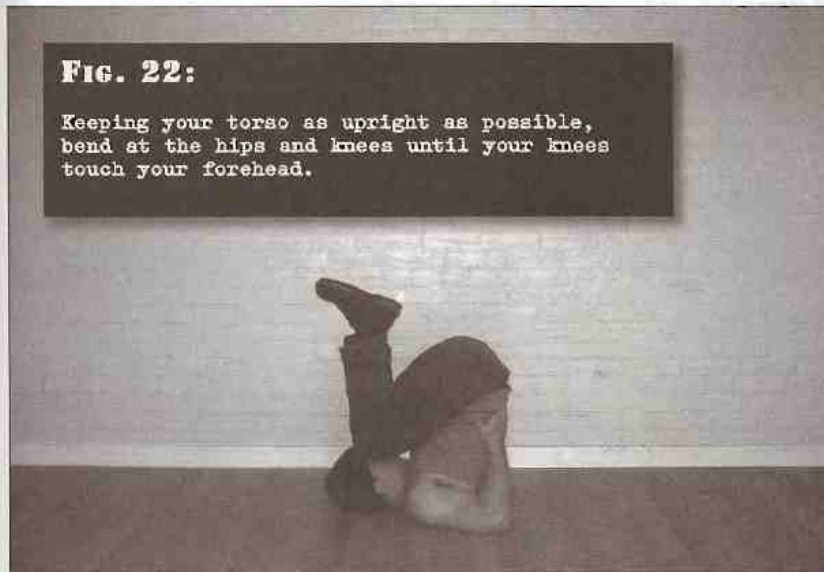 FIG. 22:
Keeping your torso as upright as possible,
bend at the hips and knees until your knees
touch your forehead.